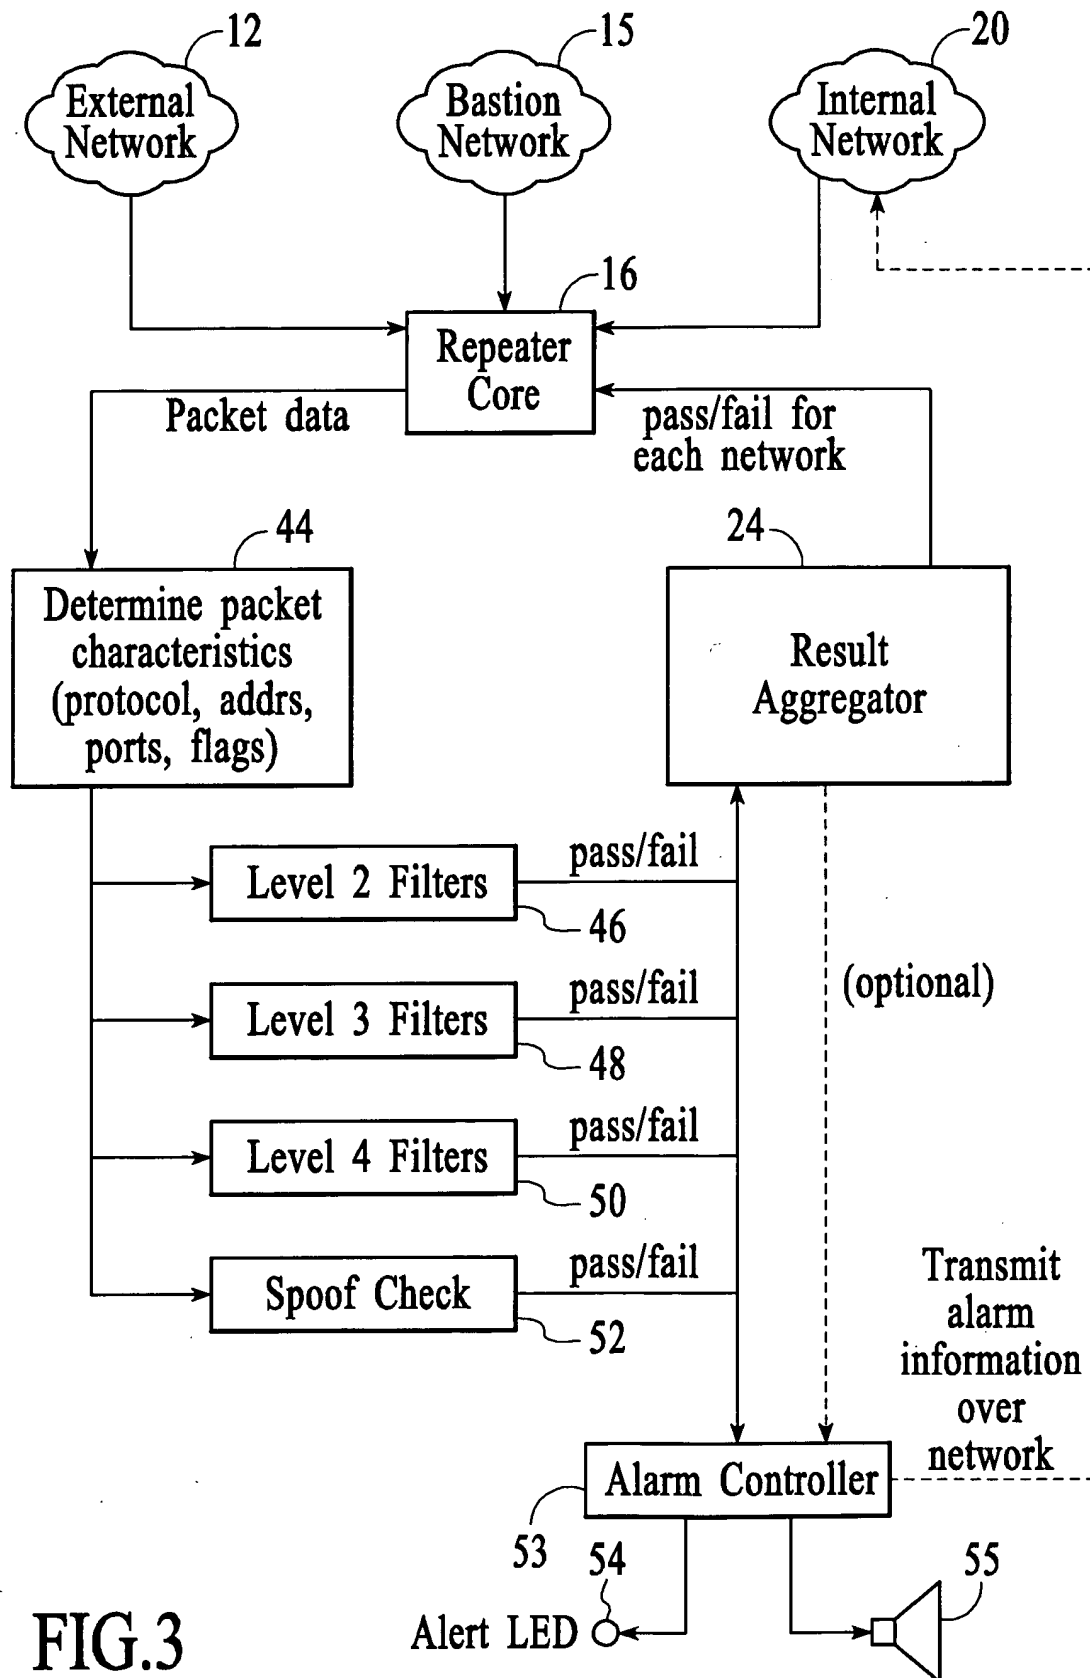 12
15
20
External
Network
Bastion
Network
Internal
Network
16
Repeater
Core
Packet data
pass/fail for
each network
44
24
Determine packet
characteristics
(protocol, addrs,
ports, flags)
Result
Aggregator
pass/fail
Level 2 Filters
46
(optional)
pass/fail
Level 3 Filters
48
pass/fail
Level 4 Filters
50
pass/fail
Spoof Check
52
Transmit
alarm
information
over
network
Alarm Controller
53
54
55
Alert LED
FIG.3